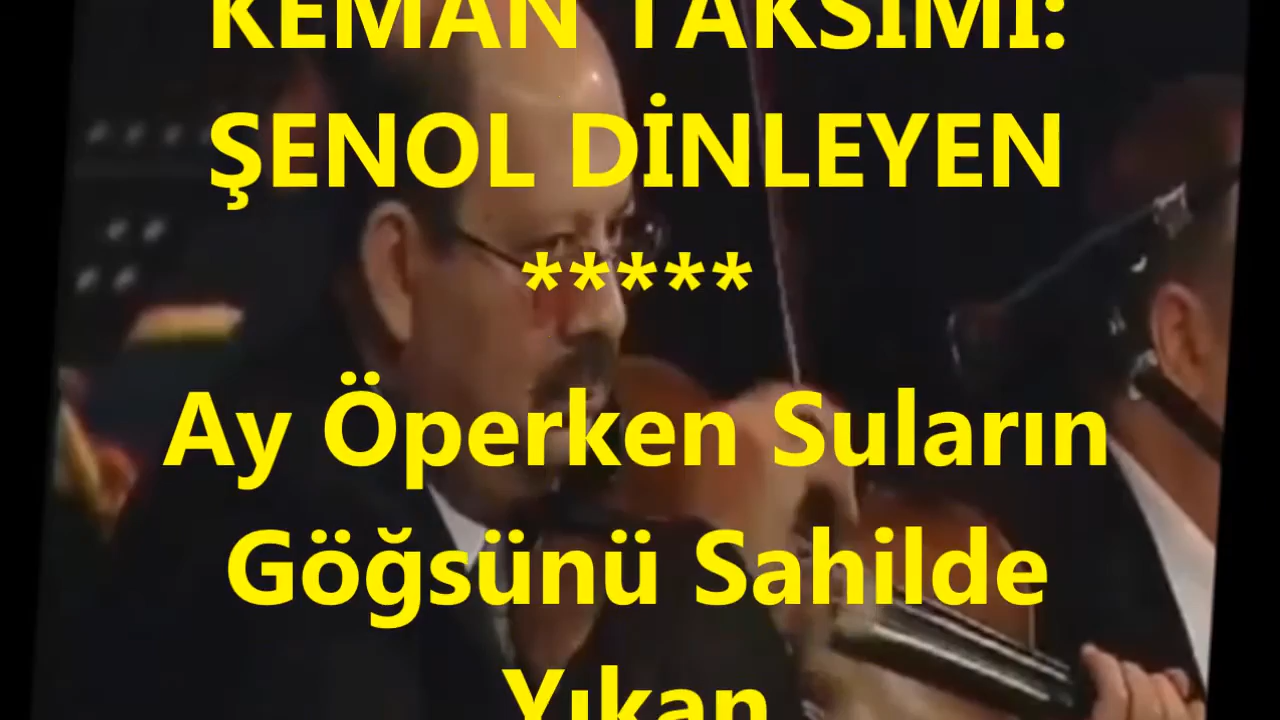 KEMAN TAKSİMİ:
ŞENOL DİNLEYEN
*****
Ay Öperken Suların
Göğsünü Sahilde
Yıkan